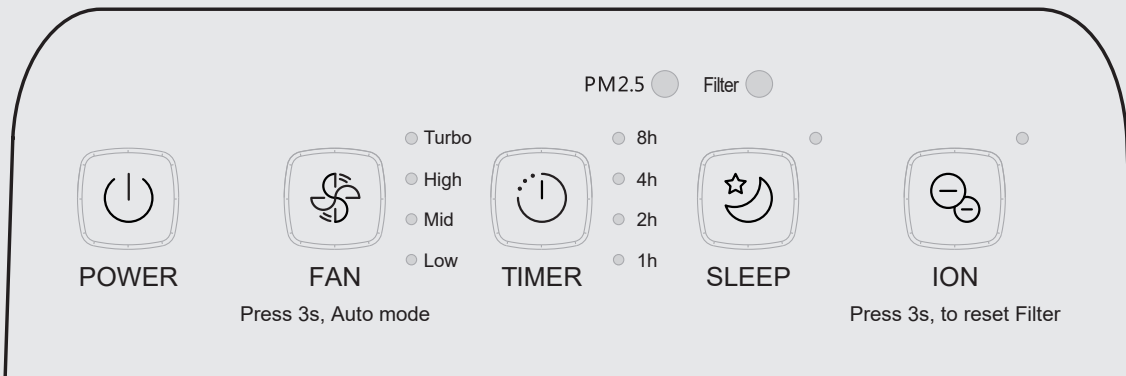 PM2.5 Filter
Turbo
High
Mid
Low
8h
4h
2h
1h
POWER
FAN
TIMER
SLEEP
ION
Press 3s, Auto mode
Press 3s, to reset Filter